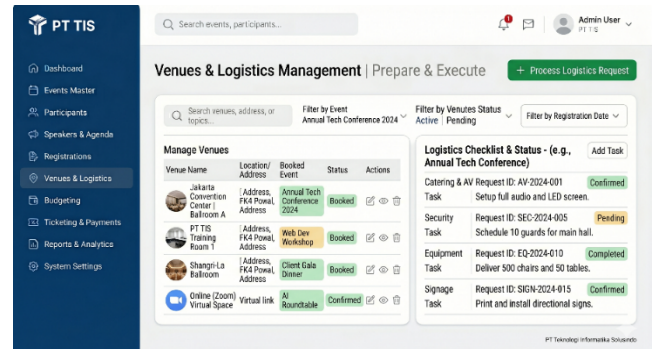 PT TIS
Search events, participants...
Admin User
PT TIS
Dashboard
Events Master
Participants
Speakers & Agenda
Registrations
Venues & Logistics
Budgeting
Ticketing & Payments
Reports & Analytics
System Settings
Venues & Logistics Management | Prepare & Execute
+ Process Logistics Request
Search venues, address, or
topics...
Filter by Event
Annual Tech Conference 2024
Filter by Venutes Status
Active | Pending
Filter by Registration Date
Manage Venues
Venue Name Location/ Address Booked Event Status Actions
Jakarta
Convention
Center |
Ballroom A
[Address,
FK4 Powal,
Address
Annual Tech
Conference
2024
Booked
PT TIS
Training
Room 1
[Address,
FK4 Powal,
Address
Web Dev
Workshop
Booked
Shangri-La
Ballroom
[Address,
FK4 Powal,
Address
Client Gala
Dinner
Booked
Online (Zoom)
Virtual Space
Virtual link
AI
Roundtable
Confirmed
Logistics Checklist & Status - (e.g.,
Annual Tech Conference)
Add Task
Catering & AV Request ID: AV-2024-001 Confirmed
Task Setup full audio and LED screen.
Security Request ID: SEC-2024-005 Pending
Task Schedule 10 guards for main hall.
Equipment Request ID: EQ-2024-010 Completed
Task Deliver 500 chairs and 50 tables.
Signage Request ID: SIGN-2024-015 Confirmed
Task Print and install directional signs.
PT Teknologi Informatika Solusindo